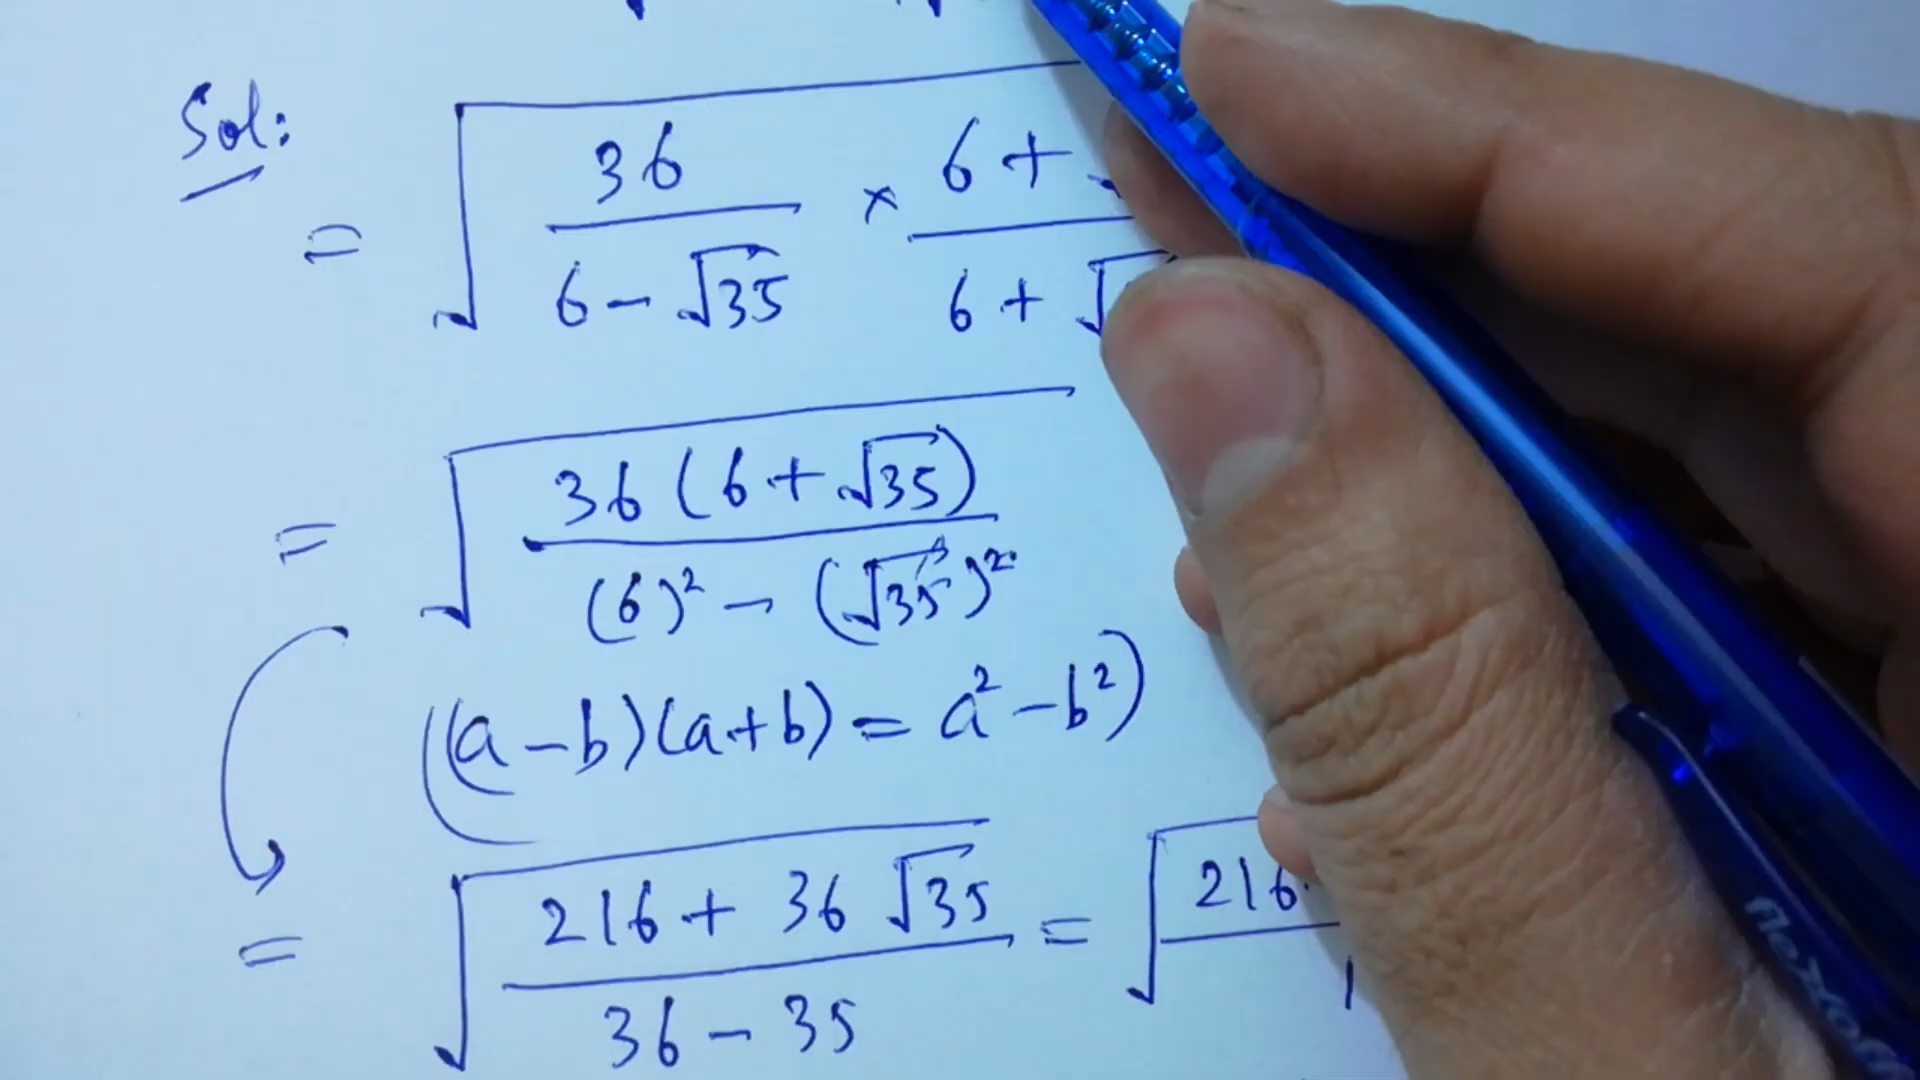 Sol:
= √(36 / (6 - √35)) × (6 + / (6 + √
= √(36 (6 + √35) / ((6)² - (√35)²))
((a - b)(a + b) = a² - b²)
= √((216 + 36 √35) / (36 - 35)) = √(216 / 1
flexoffice